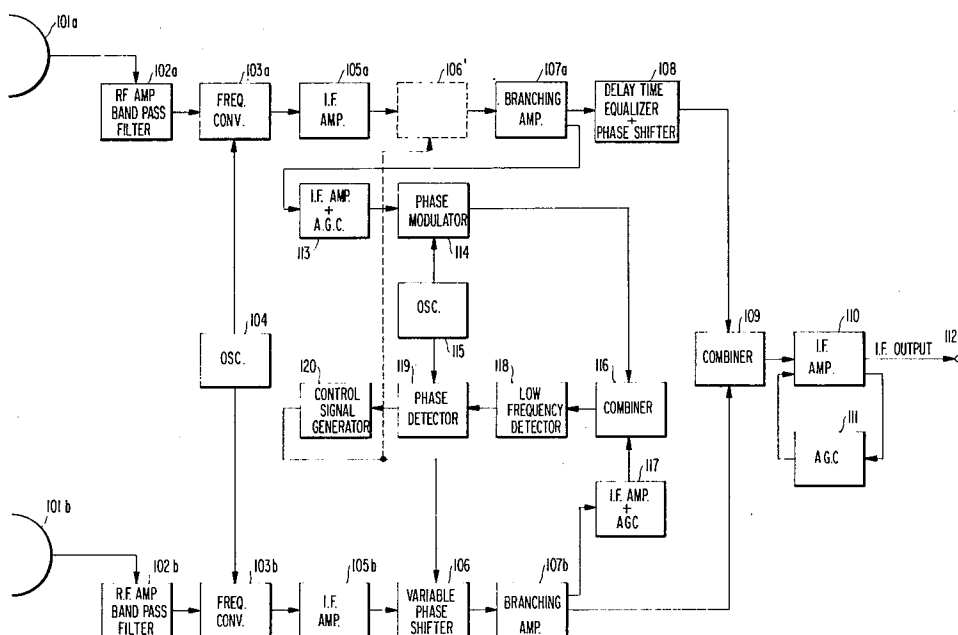 101a
102a
RF AMP
BAND PASS
FILTER
103a
FREQ.
CONV.
105a
I.F.
AMP.
106'
107a
BRANCHING
AMP.
108
DELAY TIME
EQUALIZER
+
PHASE SHIFTER
I.F. AMP.
+
A.G.C.
113
PHASE
MODULATOR
114
104
OSC.
OSC.
115
109
COMBINER
110
I.F.
AMP.
I.F. OUTPUT
112
120
CONTROL
SIGNAL
GENERATOR
119
PHASE
DETECTOR
118
LOW
FREQUENCY
DETECTOR
116
COMBINER
111
A.G.C
117
I.F. AMP.
+
AGC
101b
102b
R.F. AMP
BAND PASS
FILTER
103b
FREQ.
CONV.
105b
I.F.
AMP.
106
VARIABLE
PHASE
SHIFTER
107b
BRANCHING
AMP.